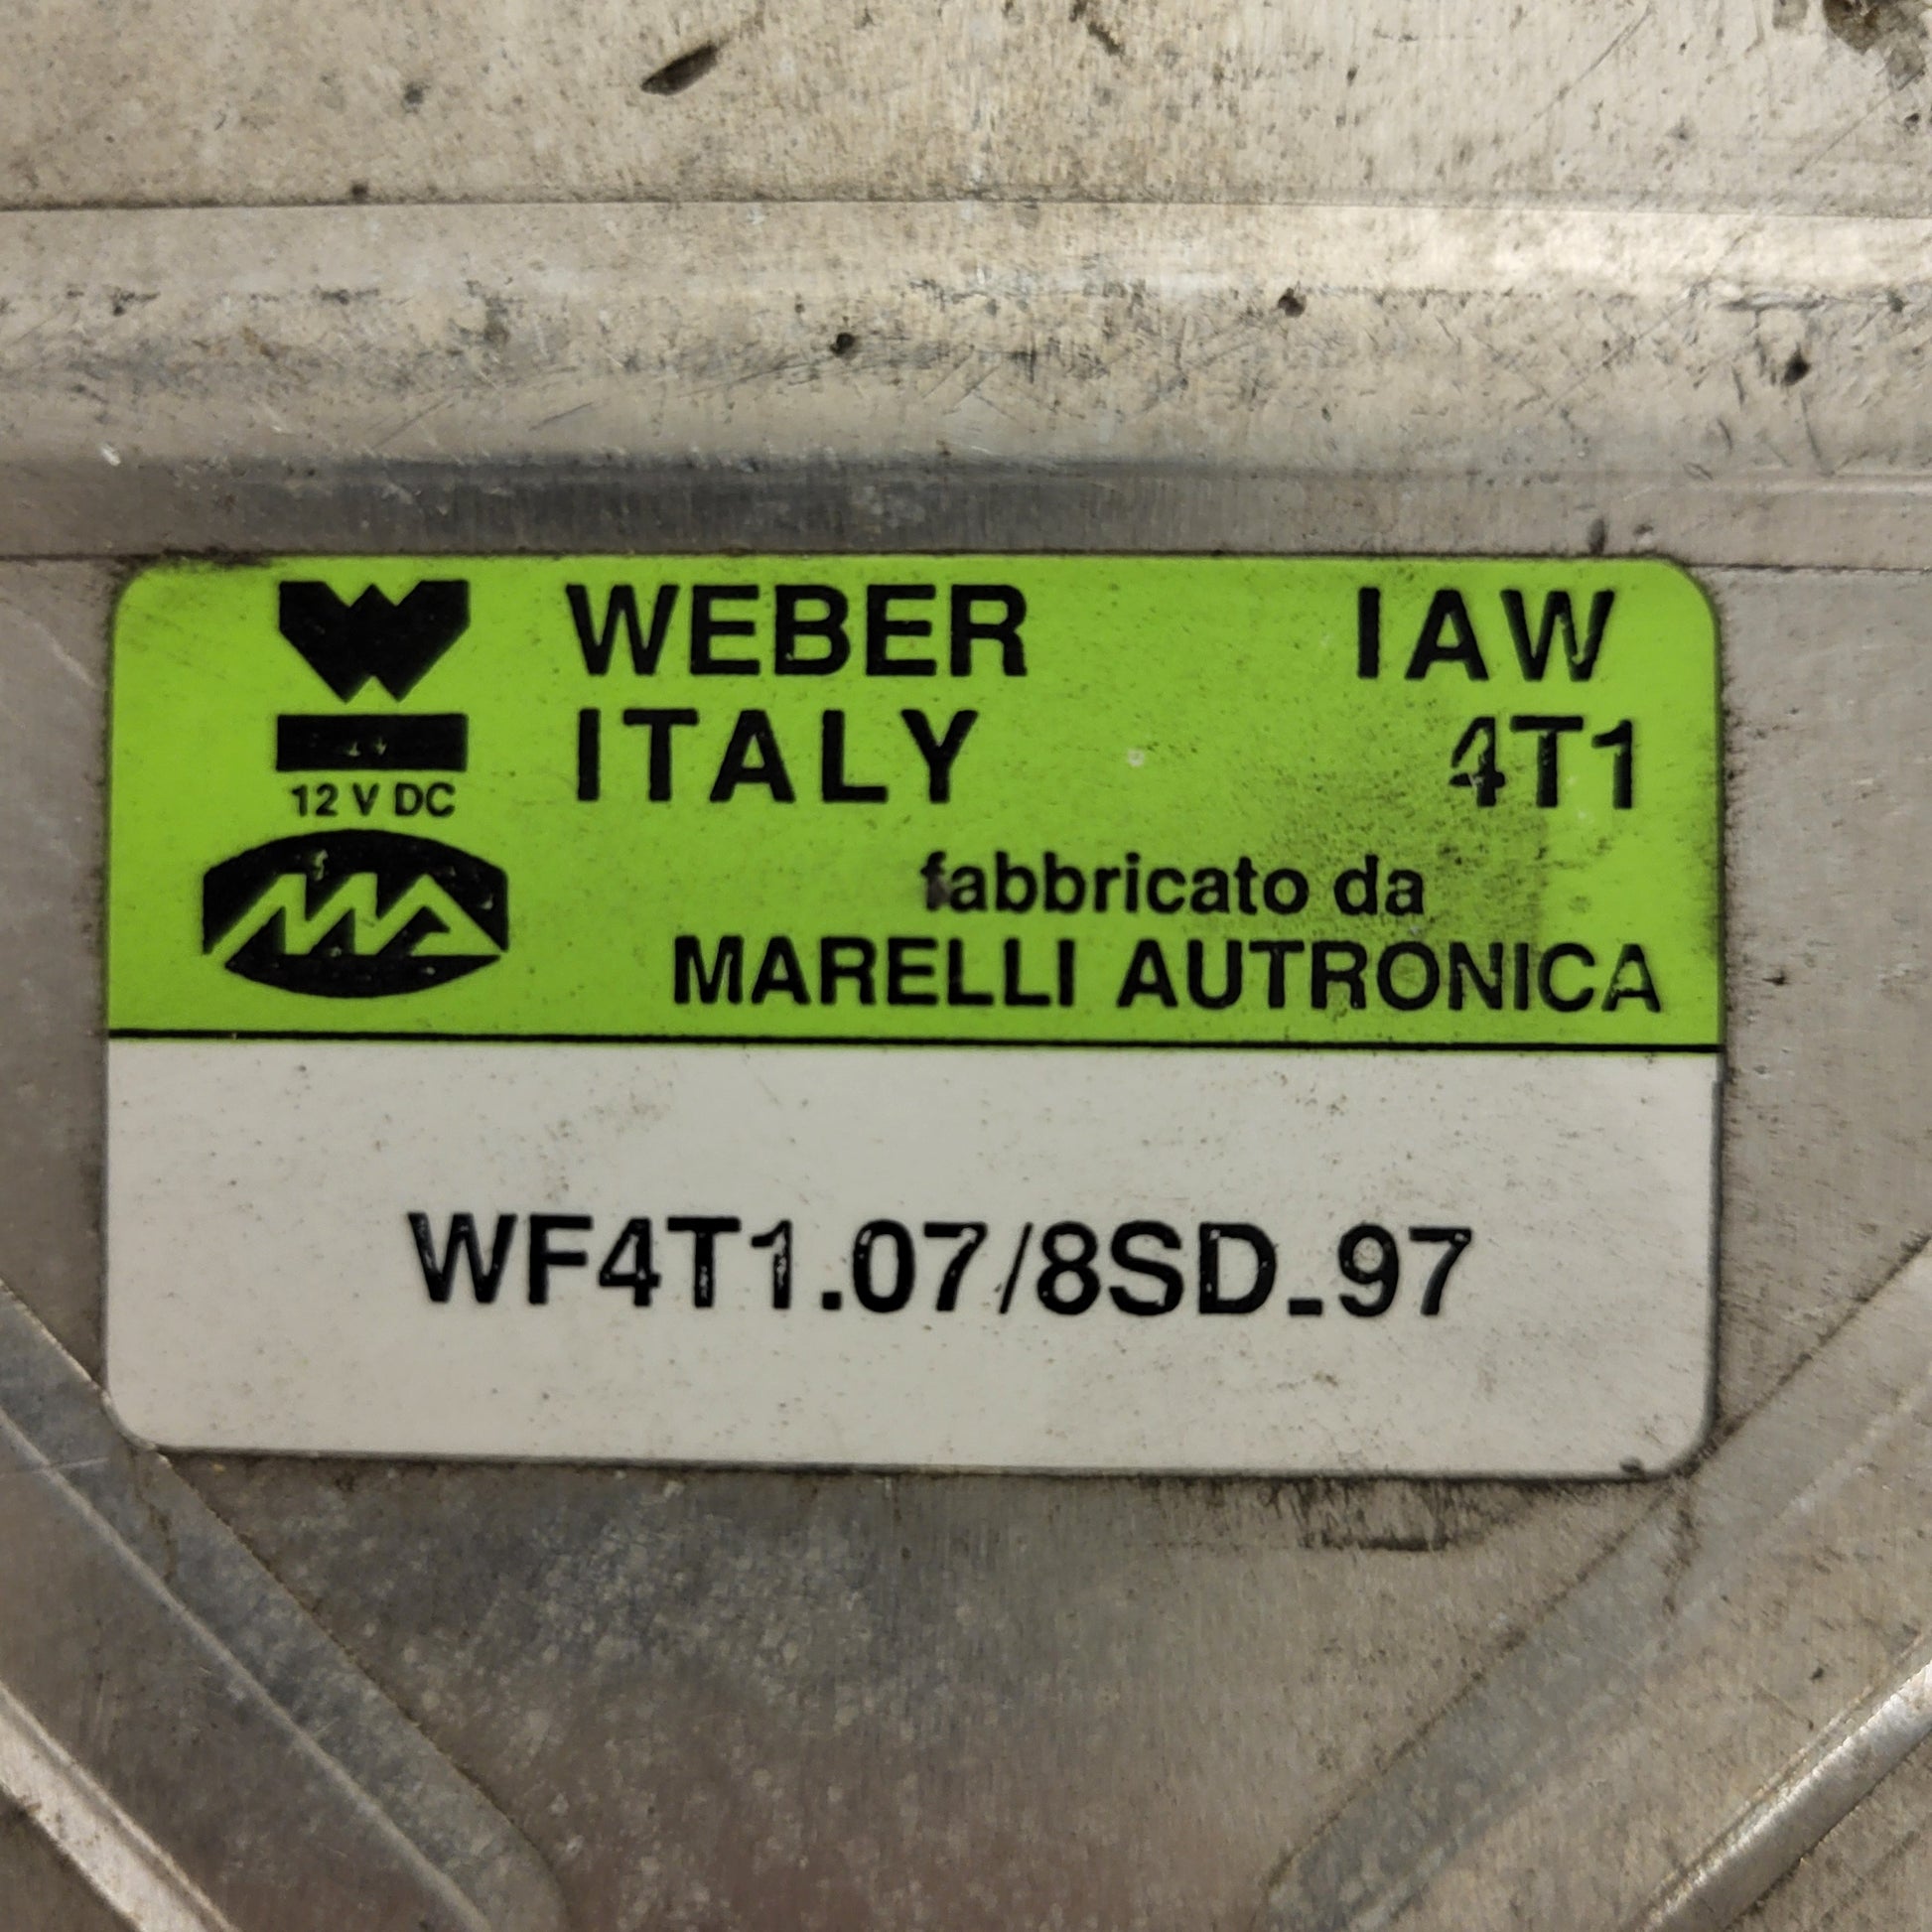 WEBER IAW
ITALY 4T1
12 V DC
fabbricato da
MARELLI AUTRONICA
WF4T1.07/8SD_97